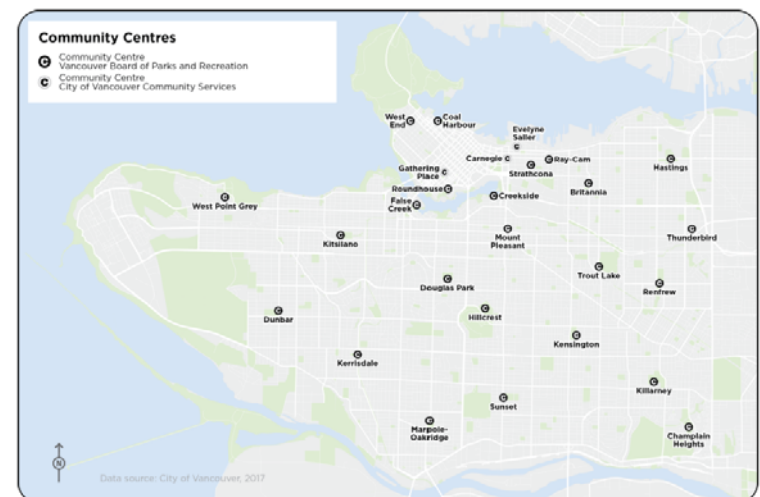 Community Centres
Community Centre
Vancouver Board of Parks and Recreation
Community Centre
City of Vancouver Community Services
West
End
Coal
Harbour
Evelyne
Saller
Carnegie
Ray-Cam
Strathcona
Hastings
Gathering
Place
Britannia
Roundhouse
Creekside
West Point Grey
False
Creek
Kitsilano
Mount
Pleasant
Thunderbird
Trout Lake
Douglas Park
Renfrew
Dunbar
Hillcrest
Kensington
Kerrisdale
Killarney
Sunset
Marpole-
Oakridge
Champlain
Heights
N
Data source: City of Vancouver, 2017